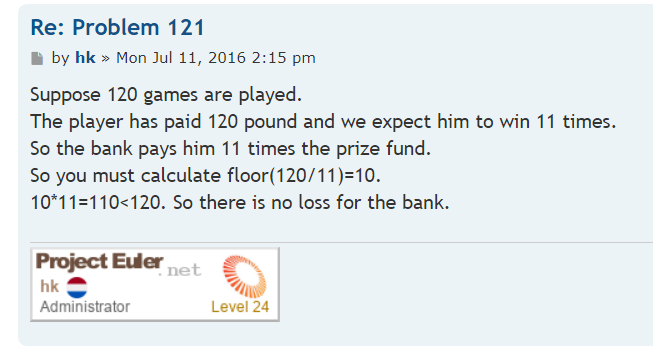 Re: Problem 121
by hk » Mon Jul 11, 2016 2:15 pm
Suppose 120 games are played.
The player has paid 120 pound and we expect him to win 11 times.
So the bank pays him 11 times the prize fund.
So you must calculate floor(120/11)=10.
10*11=110<120. So there is no loss for the bank.
Project Euler.net
hk
Administrator Level 24